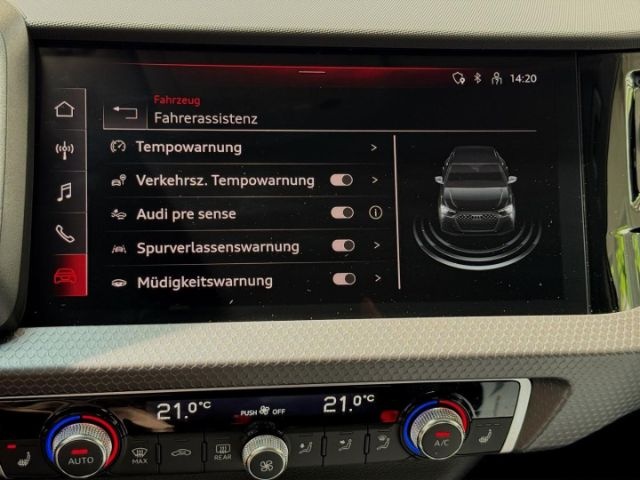 14:20
Fahrzeug
Fahrerassistenz
Tempowarnung
Verkehrsz. Tempowarnung
Audi pre sense
Spurverlassenswarnung
Müdigkeitswarnung
21.0°C PUSH OFF 21.0°C
AUTO MAX REAR A/C